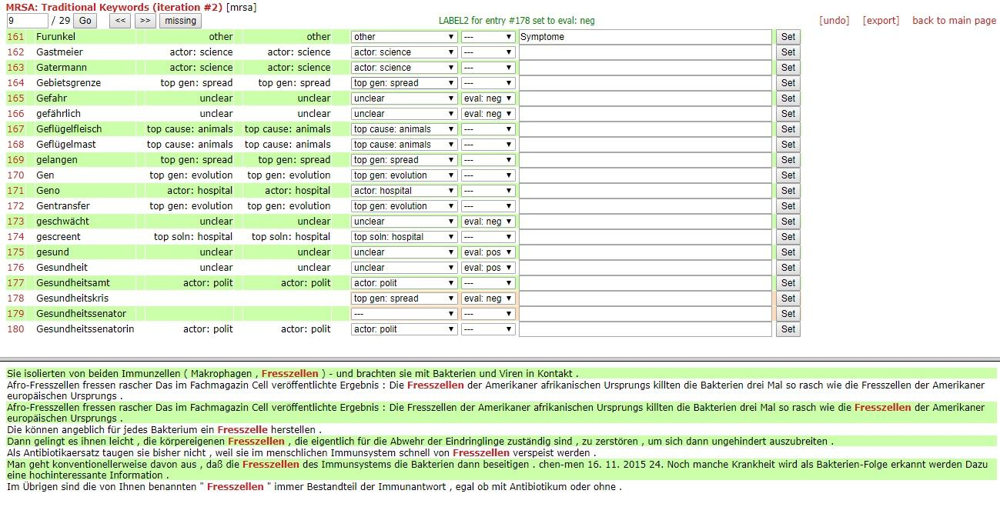 MRSA: Traditional Keywords (iteration #2) [mrsa]
9 / 29 Go << >> missing LABEL2 for entry #178 set to eval: neg [undo] [export] back to main page
161 Furunkel other other other --- Symptome Set
162 Gastmeier actor: science actor: science actor: science --- Set
163 Gatermann actor: science actor: science actor: science --- Set
164 Gebietsgrenze top gen: spread top gen: spread top gen: spread --- Set
165 Gefahr unclear unclear unclear eval: neg Set
166 gefährlich unclear unclear unclear eval: neg Set
167 Geflügelfleisch top cause: animals top cause: animals top cause: animals --- Set
168 Geflügelmast top cause: animals top cause: animals top cause: animals --- Set
169 gelangen top gen: spread top gen: spread top gen: spread --- Set
170 Gen top gen: evolution top gen: evolution top gen: evolution --- Set
171 Geno actor: hospital actor: hospital actor: hospital --- Set
172 Gentransfer top gen: evolution top gen: evolution top gen: evolution --- Set
173 geschwächt unclear unclear unclear eval: neg Set
174 gescreent top soln: hospital top soln: hospital top soln: hospital --- Set
175 gesund unclear unclear unclear eval: pos Set
176 Gesundheit unclear unclear unclear eval: pos Set
177 Gesundheitsamt actor: polit actor: polit actor: polit --- Set
178 Gesundheitskris top gen: spread eval: neg Set
179 Gesundheitssenator --- --- Set
180 Gesundheitssenatorin actor: polit actor: polit actor: polit --- Set
Sie isolierten von beiden Immunzellen ( Makrophagen , Fresszellen ) - und brachten sie mit Bakterien und Viren in Kontakt .
Afro-Fresszellen fressen rascher Das im Fachmagazin Cell veröffentlichte Ergebnis : Die Fresszellen der Amerikaner afrikanischen Ursprungs killten die Bakterien drei Mal so rasch wie die Fresszellen der Amerikaner
europäischen Ursprungs .
Afro-Fresszellen fressen rascher Das im Fachmagazin Cell veröffentlichte Ergebnis : Die Fresszellen der Amerikaner afrikanischen Ursprungs killten die Bakterien drei Mal so rasch wie die Fresszellen der Amerikaner
europäischen Ursprungs .
Die können angeblich für jedes Bakterium ein Fresszelle herstellen .
Dann gelingt es ihnen leicht , die körpereigenen Fresszellen , die eigentlich für die Abwehr der Eindringlinge zuständig sind , zu zerstören , um sich dann ungehindert auszubreiten .
Als Antibiotikaersatz taugen sie bisher nicht , weil sie im menschlichen Immunsystem schnell von Fresszellen verspeist werden .
Man geht konventionellerweise davon aus , daß die Fresszellen des Immunsystems die Bakterien dann beseitigen . chen-men 16. 11. 2015 24. Noch manche Krankheit wird als Bakterien-Folge erkannt werden Dazu
eine hochinteressante Information .
Im Übrigen sind die von Ihnen benannten " Fresszellen " immer Bestandteil der Immunantwort , egal ob mit Antibiotikum oder ohne .